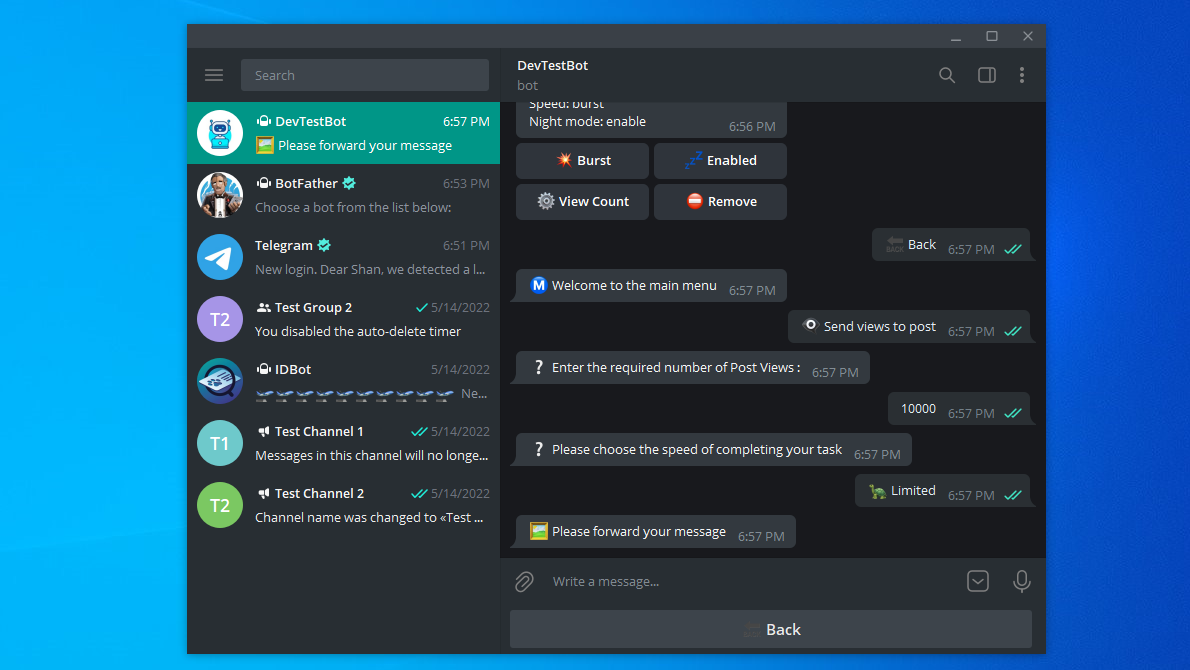 Search
DevTestBot
6:57 PM
Please forward your message
BotFather
6:53 PM
Choose a bot from the list below:
Telegram
6:51 PM
New login. Dear Shan, we detected a l...
T2
Test Group 2
5/14/2022
You disabled the auto-delete timer
IDBot
5/14/2022
Ne...
T1
Test Channel 1
5/14/2022
Messages in this channel will no longe...
T2
Test Channel 2
5/14/2022
Channel name was changed to «Test ...
DevTestBot
bot
Speed: burst
Night mode: enable
6:56 PM
Burst
Enabled
View Count
Remove
BACK
Back
6:57 PM
M
Welcome to the main menu
6:57 PM
Send views to post
6:57 PM
? Enter the required number of Post Views :
6:57 PM
10000
6:57 PM
? Please choose the speed of completing your task
6:57 PM
Limited
6:57 PM
Please forward your message
6:57 PM
Write a message...
Back